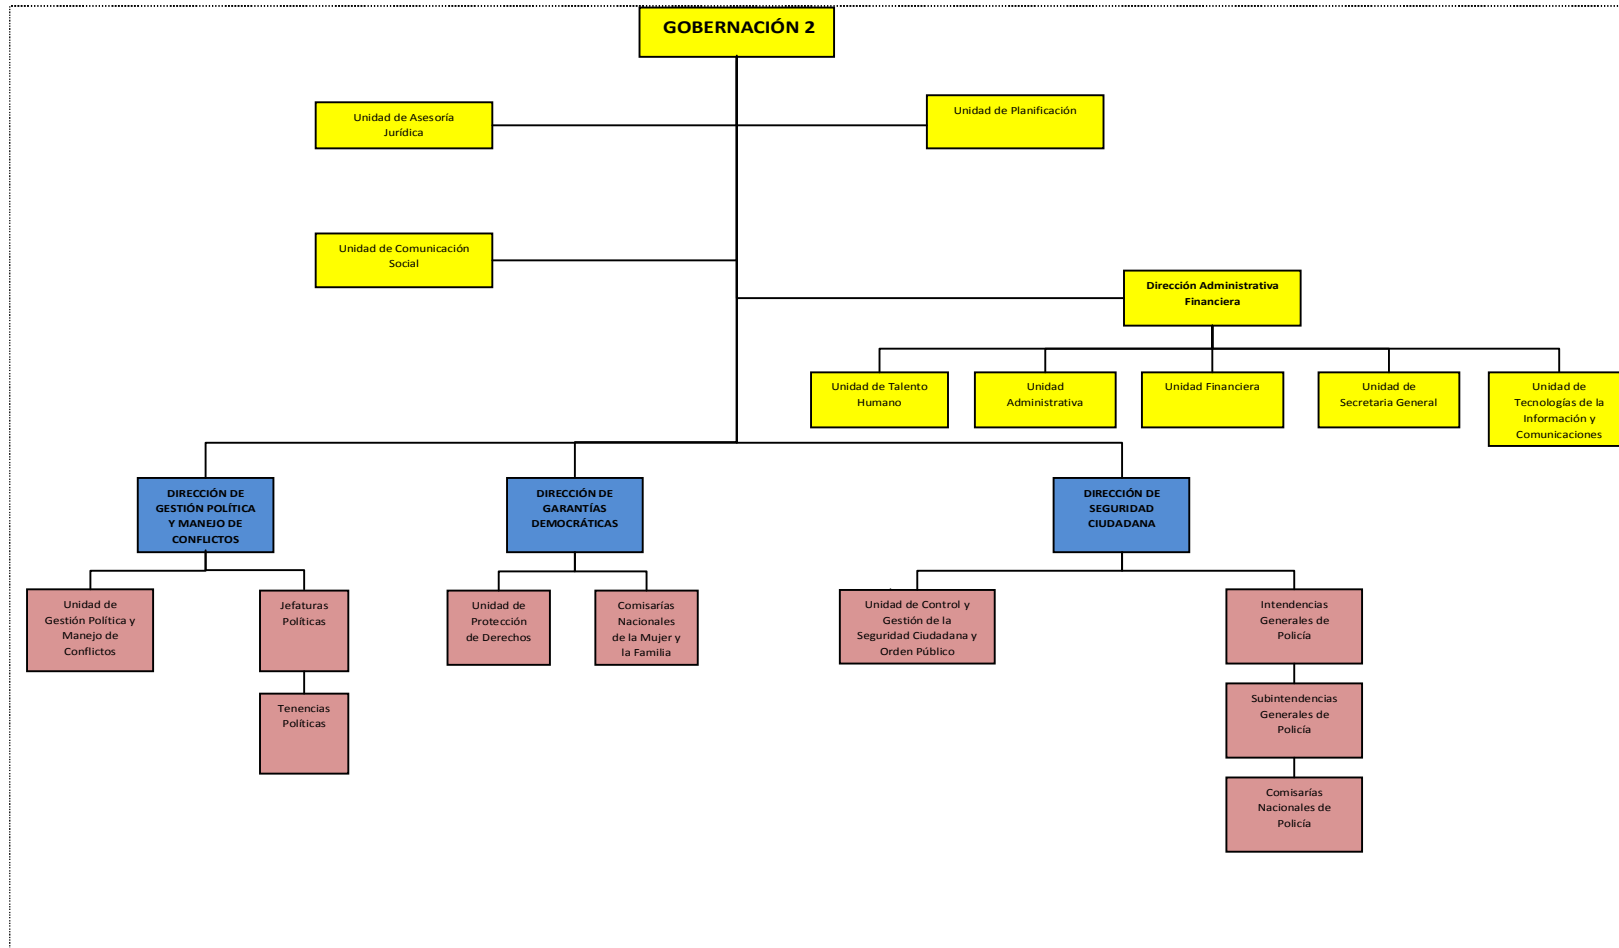 GOBERNACIÓN 2
Unidad de Asesoría
Jurídica
Unidad de Planificación
Unidad de Comunicación
Social
Dirección Administrativa
Financiera
Unidad de Talento
Humano
Unidad
Administrativa
Unidad Financiera
Unidad de
Secretaria General
Unidad de
Tecnologías de la
Información y
Comunicaciones
DIRECCIÓN DE
GESTIÓN POLÍTICA
Y MANEJO DE
CONFLICTOS
DIRECCIÓN DE
GARANTÍAS
DEMOCRÁTICAS
DIRECCIÓN DE
SEGURIDAD
CIUDADANA
Unidad de
Gestión Política y
Manejo de
Conflictos
Jefaturas
Políticas
Unidad de
Protección
de Derechos
Comisarías
Nacionales
de la Mujer y
la Familia
Unidad de Control y
Gestión de la
Seguridad Ciudadana y
Orden Público
Intendencias
Generales de
Policía
Tenencias
Políticas
Subintendencias
Generales de
Policía
Comisarías
Nacionales de
Policía